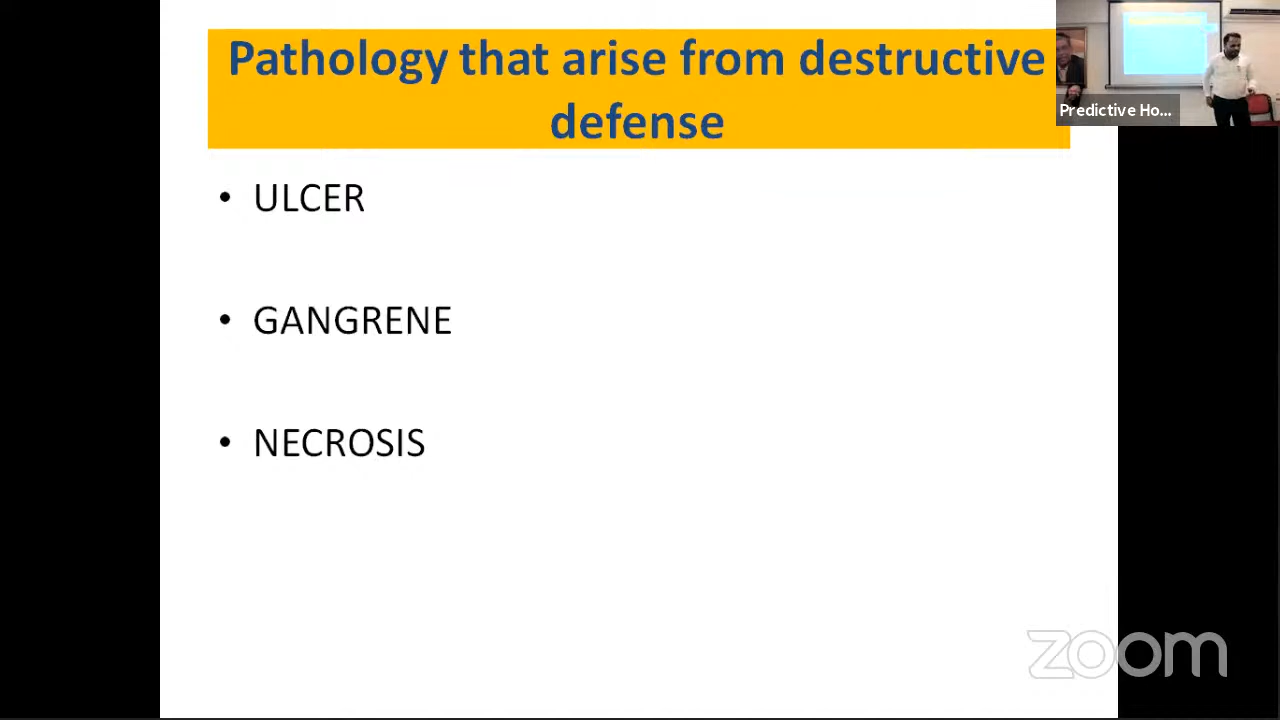 Pathology that arise from destructive
defense
• ULCER
• GANGRENE
• NECROSIS
Predictive Ho...
zoom